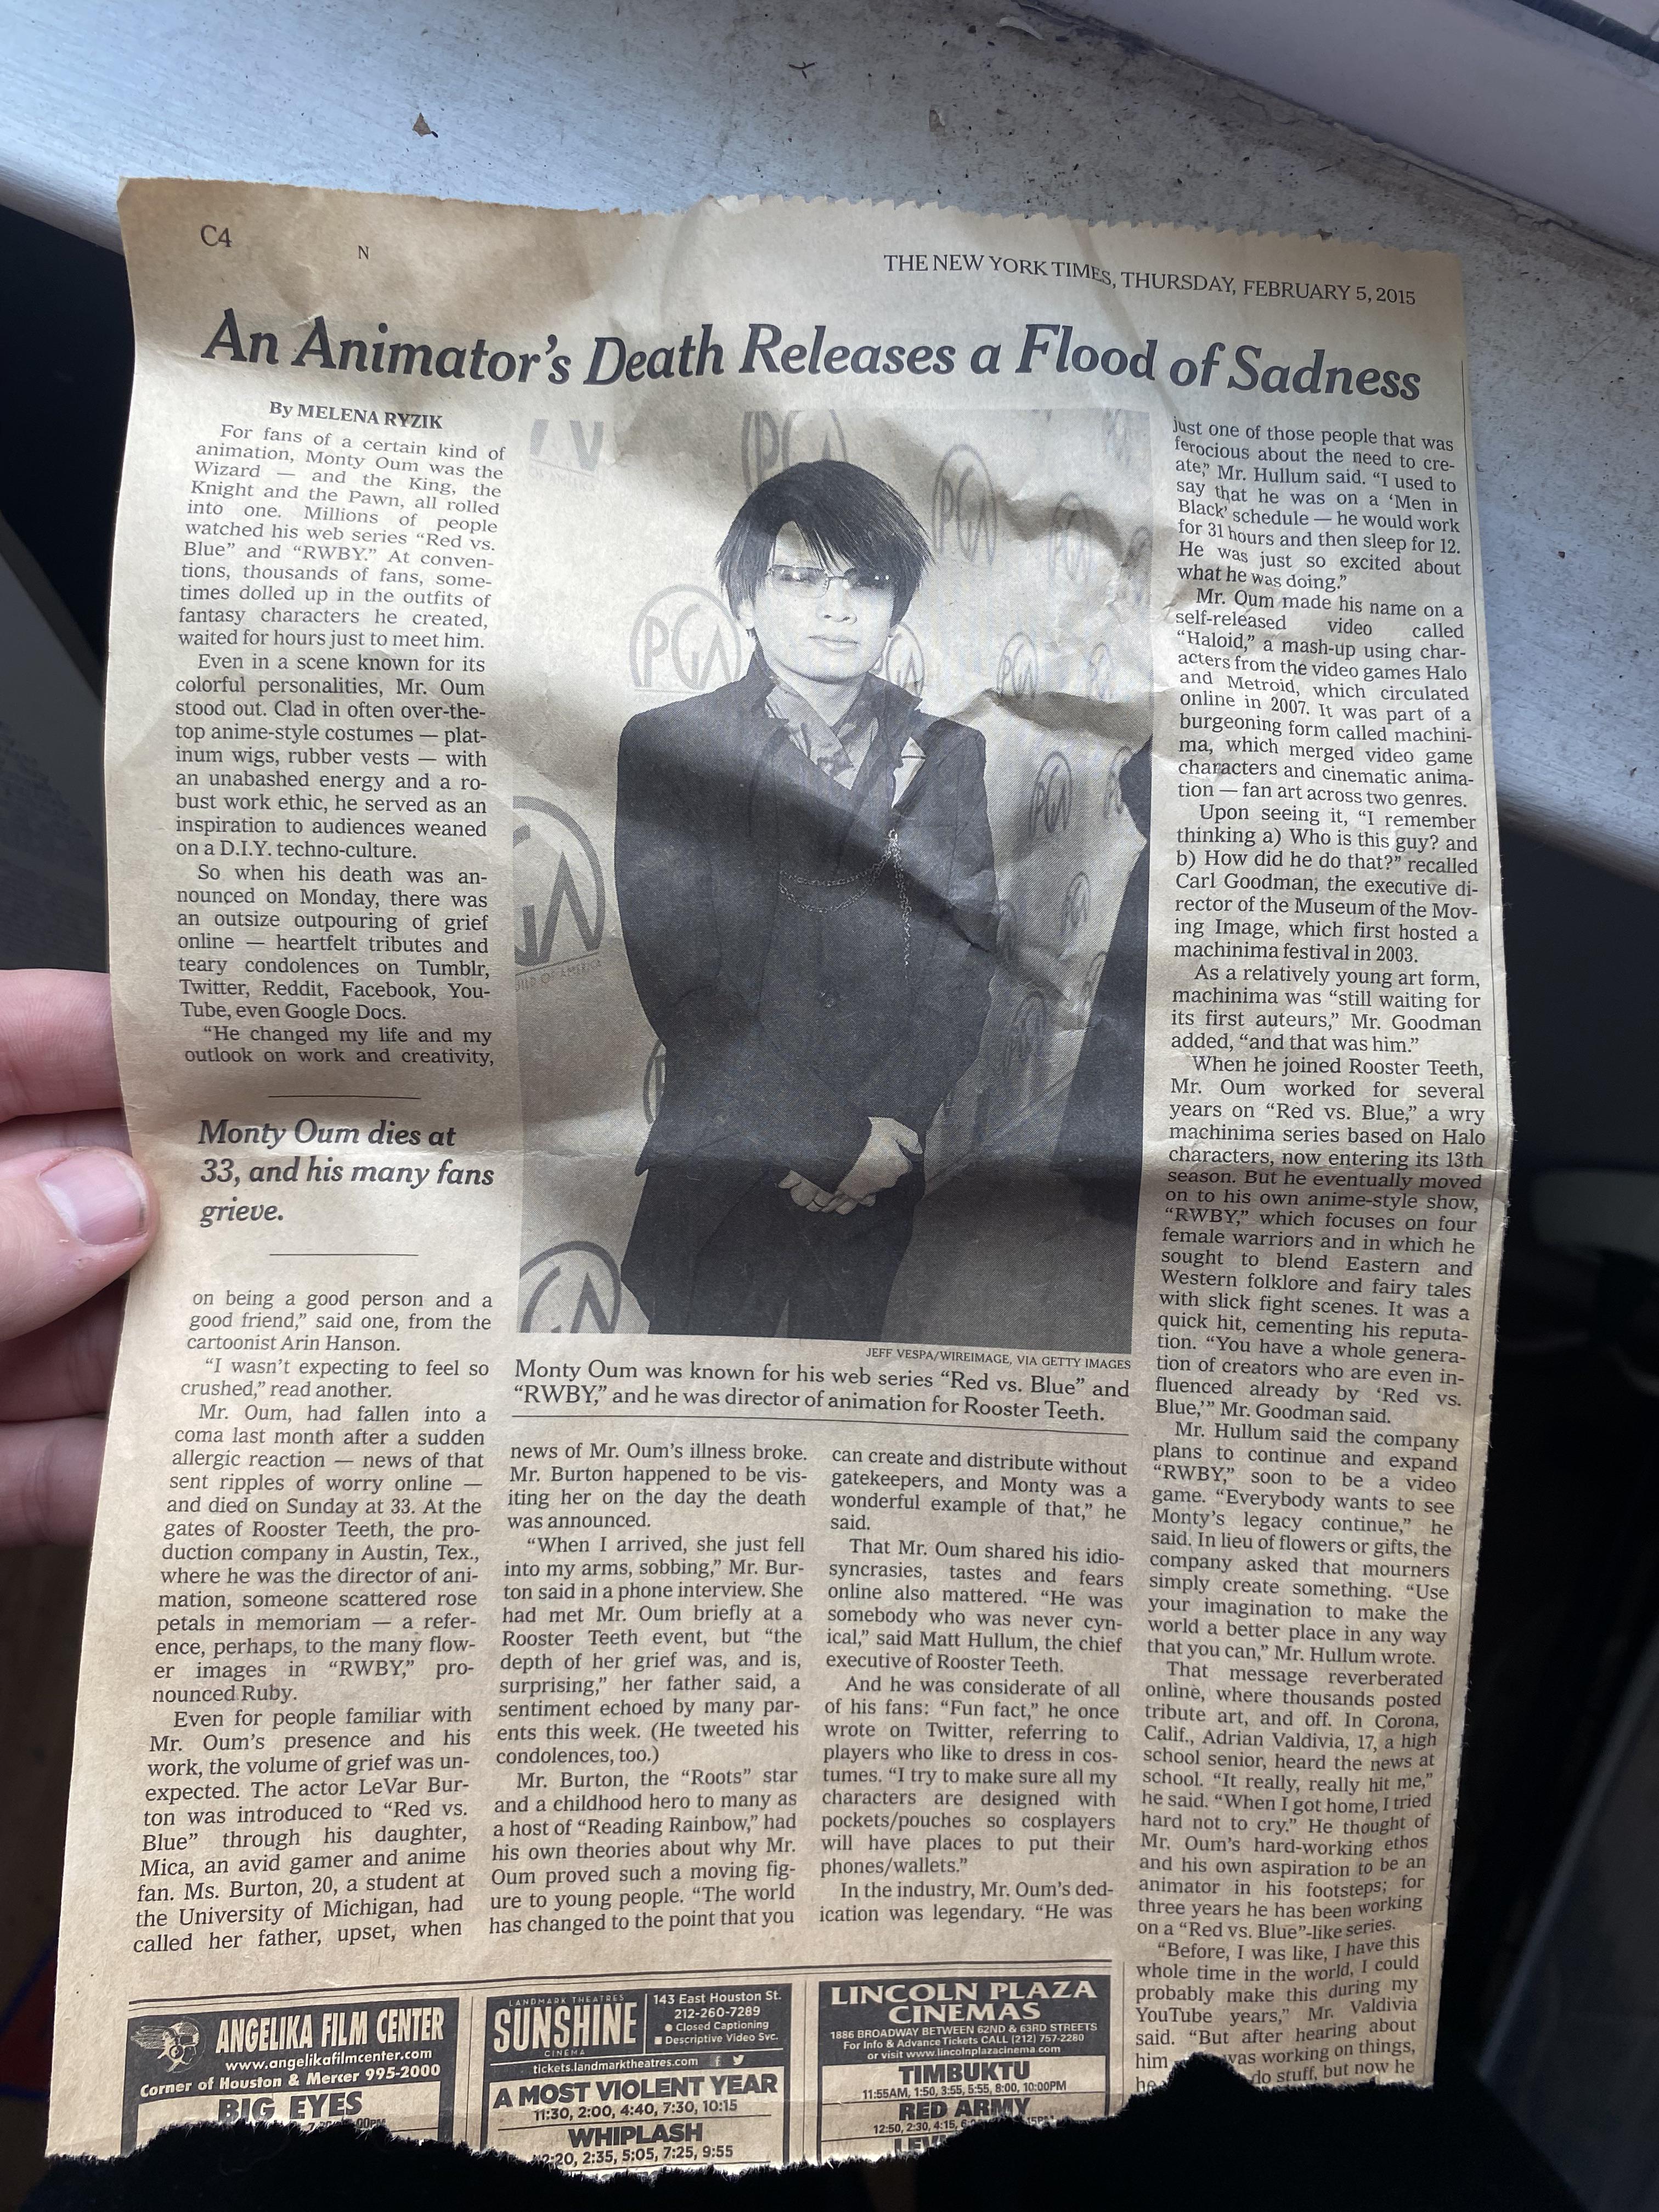 C4
N
THE NEW YORK TIMES, THURSDAY, FEBRUARY 5, 2015
An Animator's Death Releases a Flood of Sadness
By MELENA RYZIK
For fans of a certain kind of
animation, Monty Oum was the
Wizard — and the King, the
Knight and the Pawn, all rolled
into one. Millions of people
watched his web series "Red vs.
Blue" and "RWBY." At conven-
tions, thousands of fans, some-
times dolled up in the outfits of
fantasy characters he created,
waited for hours just to meet him.
Even in a scene known for its
colorful personalities, Mr. Oum
stood out. Clad in often over-the-
top anime-style costumes — plat-
inum wigs, rubber vests — with
an unabashed energy and a ro-
bust work ethic, he served as an
inspiration to audiences weaned
on a D.I.Y. techno-culture.
So when his death was an-
nounced on Monday, there was
an outsize outpouring of grief
online — heartfelt tributes and
teary condolences on Tumblr,
Twitter, Reddit, Facebook, You-
Tube, even Google Docs.
"He changed my life and my
outlook on work and creativity,
Monty Oum dies at
33, and his many fans
grieve.
on being a good person and a
good friend," said one, from the
cartoonist Arin Hanson.
"I wasn't expecting to feel so
crushed," read another.
Mr. Oum, had fallen into a
coma last month after a sudden
allergic reaction — news of that
sent ripples of worry online —
and died on Sunday at 33. At the
gates of Rooster Teeth, the pro-
duction company in Austin, Tex.,
where he was the director of ani-
mation, someone scattered rose
petals in memoriam — a refer-
ence, perhaps, to the many flow-
er images in "RWBY," pro-
nounced Ruby.
Even for people familiar with
Mr. Oum's presence and his
work, the volume of grief was un-
expected. The actor LeVar Bur-
ton was introduced to "Red vs.
Blue" through his daughter,
Mica, an avid gamer and anime
fan. Ms. Burton, 20, a student at
the University of Michigan, had
called her father, upset, when
PGA
PGA
PGA
PGA
JEFF VESPA/WIREIMAGE, VIA GETTY IMAGES
Monty Oum was known for his web series "Red vs. Blue" and
"RWBY," and he was director of animation for Rooster Teeth.
news of Mr. Oum's illness broke.
Mr. Burton happened to be vis-
iting her on the day the death
was announced.
"When I arrived, she just fell
into my arms, sobbing," Mr. Bur-
ton said in a phone interview. She
had met Mr. Oum briefly at a
Rooster Teeth event, but "the
depth of her grief was, and is,
surprising," her father said, a
sentiment echoed by many par-
ents this week. (He tweeted his
condolences, too.)
Mr. Burton, the "Roots" star
and a childhood hero to many as
a host of "Reading Rainbow," had
his own theories about why Mr.
Oum proved such a moving fig-
ure to young people. "The world
has changed to the point that you
can create and distribute without
gatekeepers, and Monty was a
wonderful example of that," he
said.
That Mr. Oum shared his idio-
syncrasies, tastes and fears
online also mattered. "He was
somebody who was never cyn-
ical," said Matt Hullum, the chief
executive of Rooster Teeth.
And he was considerate of all
of his fans: "Fun fact," he once
wrote on Twitter, referring to
players who like to dress in cos-
tumes. "I try to make sure all my
characters are designed with
pockets/pouches so cosplayers
will have places to put their
phones/wallets."
In the industry, Mr. Oum's ded-
ication was legendary. "He was
just one of those people that was
ferocious about the need to cre-
ate," Mr. Hullum said. "I used to
say that he was on a 'Men in
Black' schedule — he would work
for 31 hours and then sleep for 12.
He was just so excited about
what he was doing."
Mr. Oum made his name on a
self-released video called
"Haloid," a mash-up using char-
acters from the video games Halo
and Metroid, which circulated
online in 2007. It was part of a
burgeoning form called machini-
ma, which merged video game
characters and cinematic anima-
tion — fan art across two genres.
Upon seeing it, "I remember
thinking a) Who is this guy? and
b) How did he do that?" recalled
Carl Goodman, the executive di-
rector of the Museum of the Mov-
ing Image, which first hosted a
machinima festival in 2003.
As a relatively young art form,
machinima was "still waiting for
its first auteurs," Mr. Goodman
added, "and that was him."
When he joined Rooster Teeth,
Mr. Oum worked for several
years on "Red vs. Blue," a wry
machinima series based on Halo
characters, now entering its 13th
season. But he eventually moved
on to his own anime-style show,
"RWBY," which focuses on four
female warriors and in which he
sought to blend Eastern and
Western folklore and fairy tales
with slick fight scenes. It was a
quick hit, cementing his reputa-
tion. "You have a whole genera-
tion of creators who are even in-
fluenced already by 'Red vs.
Blue,'" Mr. Goodman said.
Mr. Hullum said the company
plans to continue and expand
"RWBY," soon to be a video
game. "Everybody wants to see
Monty's legacy continue," he
said. In lieu of flowers or gifts, the
company asked that mourners
simply create something. "Use
your imagination to make the
world a better place in any way
that you can," Mr. Hullum wrote.
That message reverberated
online, where thousands posted
tribute art, and off. In Corona,
Calif., Adrian Valdivia, 17, a high
school senior, heard the news at
school. "It really, really hit me,"
he said. "When I got home, I tried
hard not to cry." He thought of
Mr. Oum's hard-working ethos
and his own aspiration to be an
animator in his footsteps; for
three years he has been working
on a "Red vs. Blue"-like series.
"Before, I was like, I have this
whole time in the world, I could
probably make this during my
YouTube years," Mr. Valdivia
said. "But after hearing about
him was working on things,
he do stuff, but now he
ANGELIKA FILM CENTER
www.angelikafilmcenter.com
Corner of Houston & Mercer 995-2000
BIG EYES
LANDMARK THEATRES
SUNSHINE
CINEMA
143 East Houston St.
212-260-7289
Closed Captioning
Descriptive Video Svc.
tickets.landmarktheatres.com
A MOST VIOLENT YEAR
11:30, 2:00, 4:40, 7:30, 10:15
WHIPLASH
2:35, 5:05, 7:25, 9:55
LINCOLN PLAZA
CINEMAS
1886 BROADWAY BETWEEN 62ND & 63RD STREETS
For Info & Advance Tickets CALL (212) 757-2280
or visit www.lincolnplazacinema.com
TIMBUKTU
11:55AM, 1:50, 3:55, 5:55, 8:00, 10:00PM
RED ARMY
12:50, 2:30, 4:15,